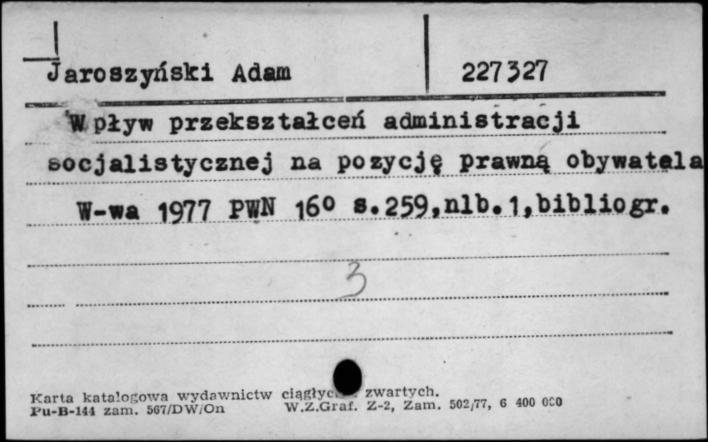 Jaroszyński Adam 227327
Wpływ przekształceń administracji
socjalistycznej na pozycję prawną obywatela
W-wa 1977 PWN 16° s.259,nlb.1,bibliogr.
3
Karta katalogowa wydawnictw zwartych.
Pu-B-144 zam. 567/DW/On W.Z.Graf. Z-2, Zam. 502/77, 6 400 000